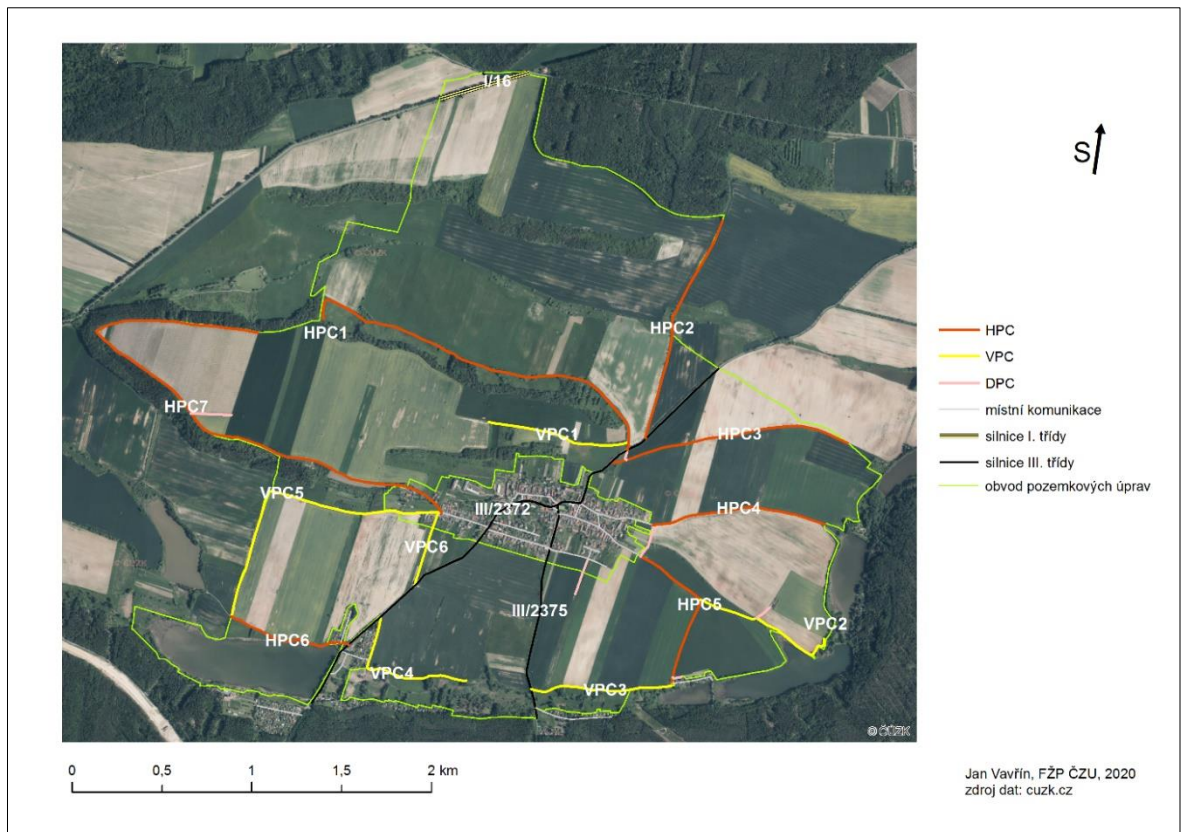 I/16
S
HPC1
HPC2
HPC7
HPC3
VPC1
VPC5
III/2372
HPC4
VPC6
III/2375
HPC5
VPC2
HPC6
VPC4
VPC3
HPC
VPC
DPC
místní komunikace
silnice I. třídy
silnice III. třídy
obvod pozemkových úprav
© ČÚZK
0 0,5 1 1,5 2 km
Jan Vavřín, FŽP ČZU, 2020
zdroj dat: cuzk.cz